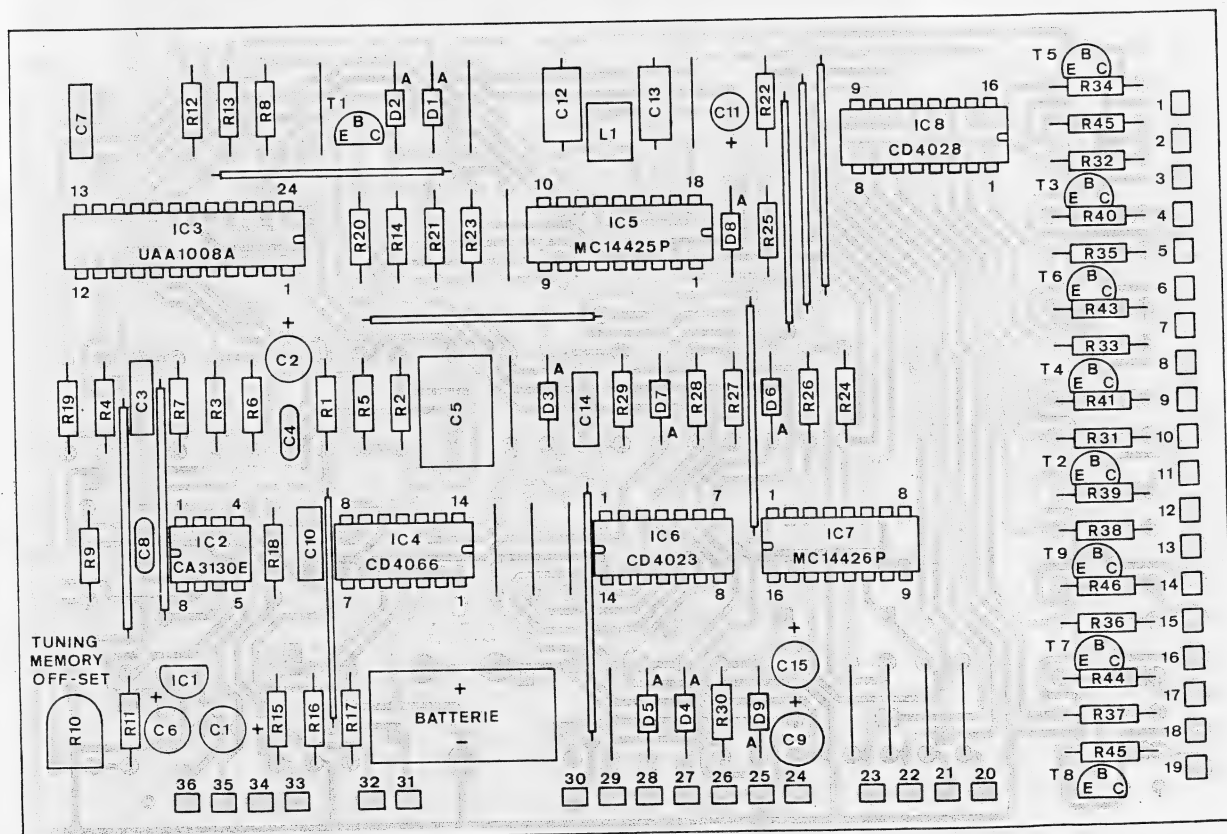 T5
B
E C
R34
1
R45
2
R32
3
T3
B
E C
R40
4
R35
5
T6
B
E C
R43
6
7
R33
8
T4
B
E C
R41
9
R31
10
T2
B
E C
R39
11
R38
12
T9
B
E C
R46
13
14
R36
15
T7
B
E C
R44
16
R37
17
18
R45
T8
B
E C
19
C7
R12
R13
R8
T1
B
E C
D2
A
D1
A
C12
L1
C13
C11
+
R22
9 16
IC8
CD4028
8 1
13 24
IC3
UAA1008A
12 1
R20
R14
R21
R23
10 18
IC5
MC14425P
9 1
D8
A
R25
R19
R4
C3
R7
R3
R6
+
C2
C4
R1
R5
R2
C5
D3
A
C14
R29
D7
A
R28
R27
D6
A
R26
R24
R9
C8
1 4
IC2
CA3130E
8 5
R18
C10
8 14
IC4
CD4066
7 1
1 7
IC6
CD4023
14 8
1 8
IC7
MC14426P
16 9
TUNING
MEMORY
OFF-SET
R10
R11
IC1
+
C6
C1
+
R15
R16
R17
+
BATTERIE
-
D5
A
D4
A
R30
D9
A
+
C15
+
C9
36 35 34 33 32 31 30 29 28 27 26 25 24 23 22 21 20